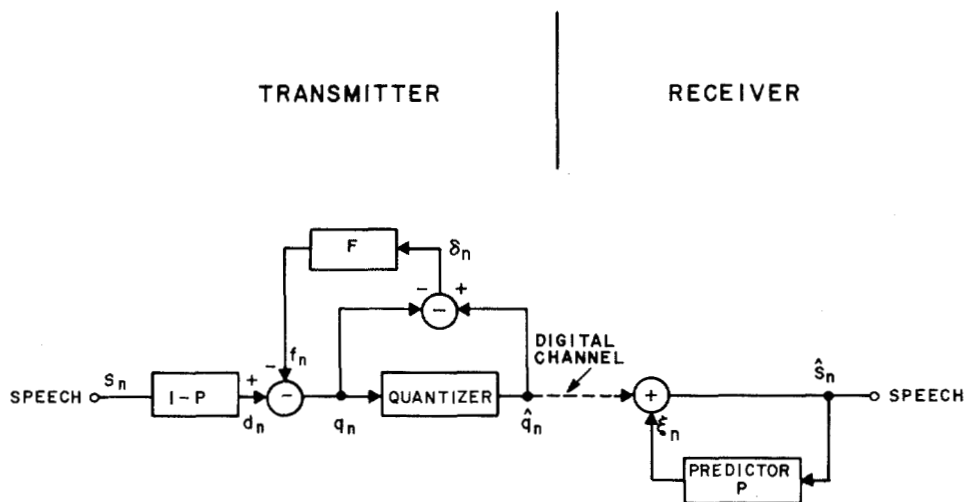 TRANSMITTER
RECEIVER
F
δn
− +
−
fn
−
DIGITAL
CHANNEL
SPEECH
sn
I-P
+
dn
−
qn
QUANTIZER
q̂n
+
ξn
ŝn
SPEECH
PREDICTOR
P